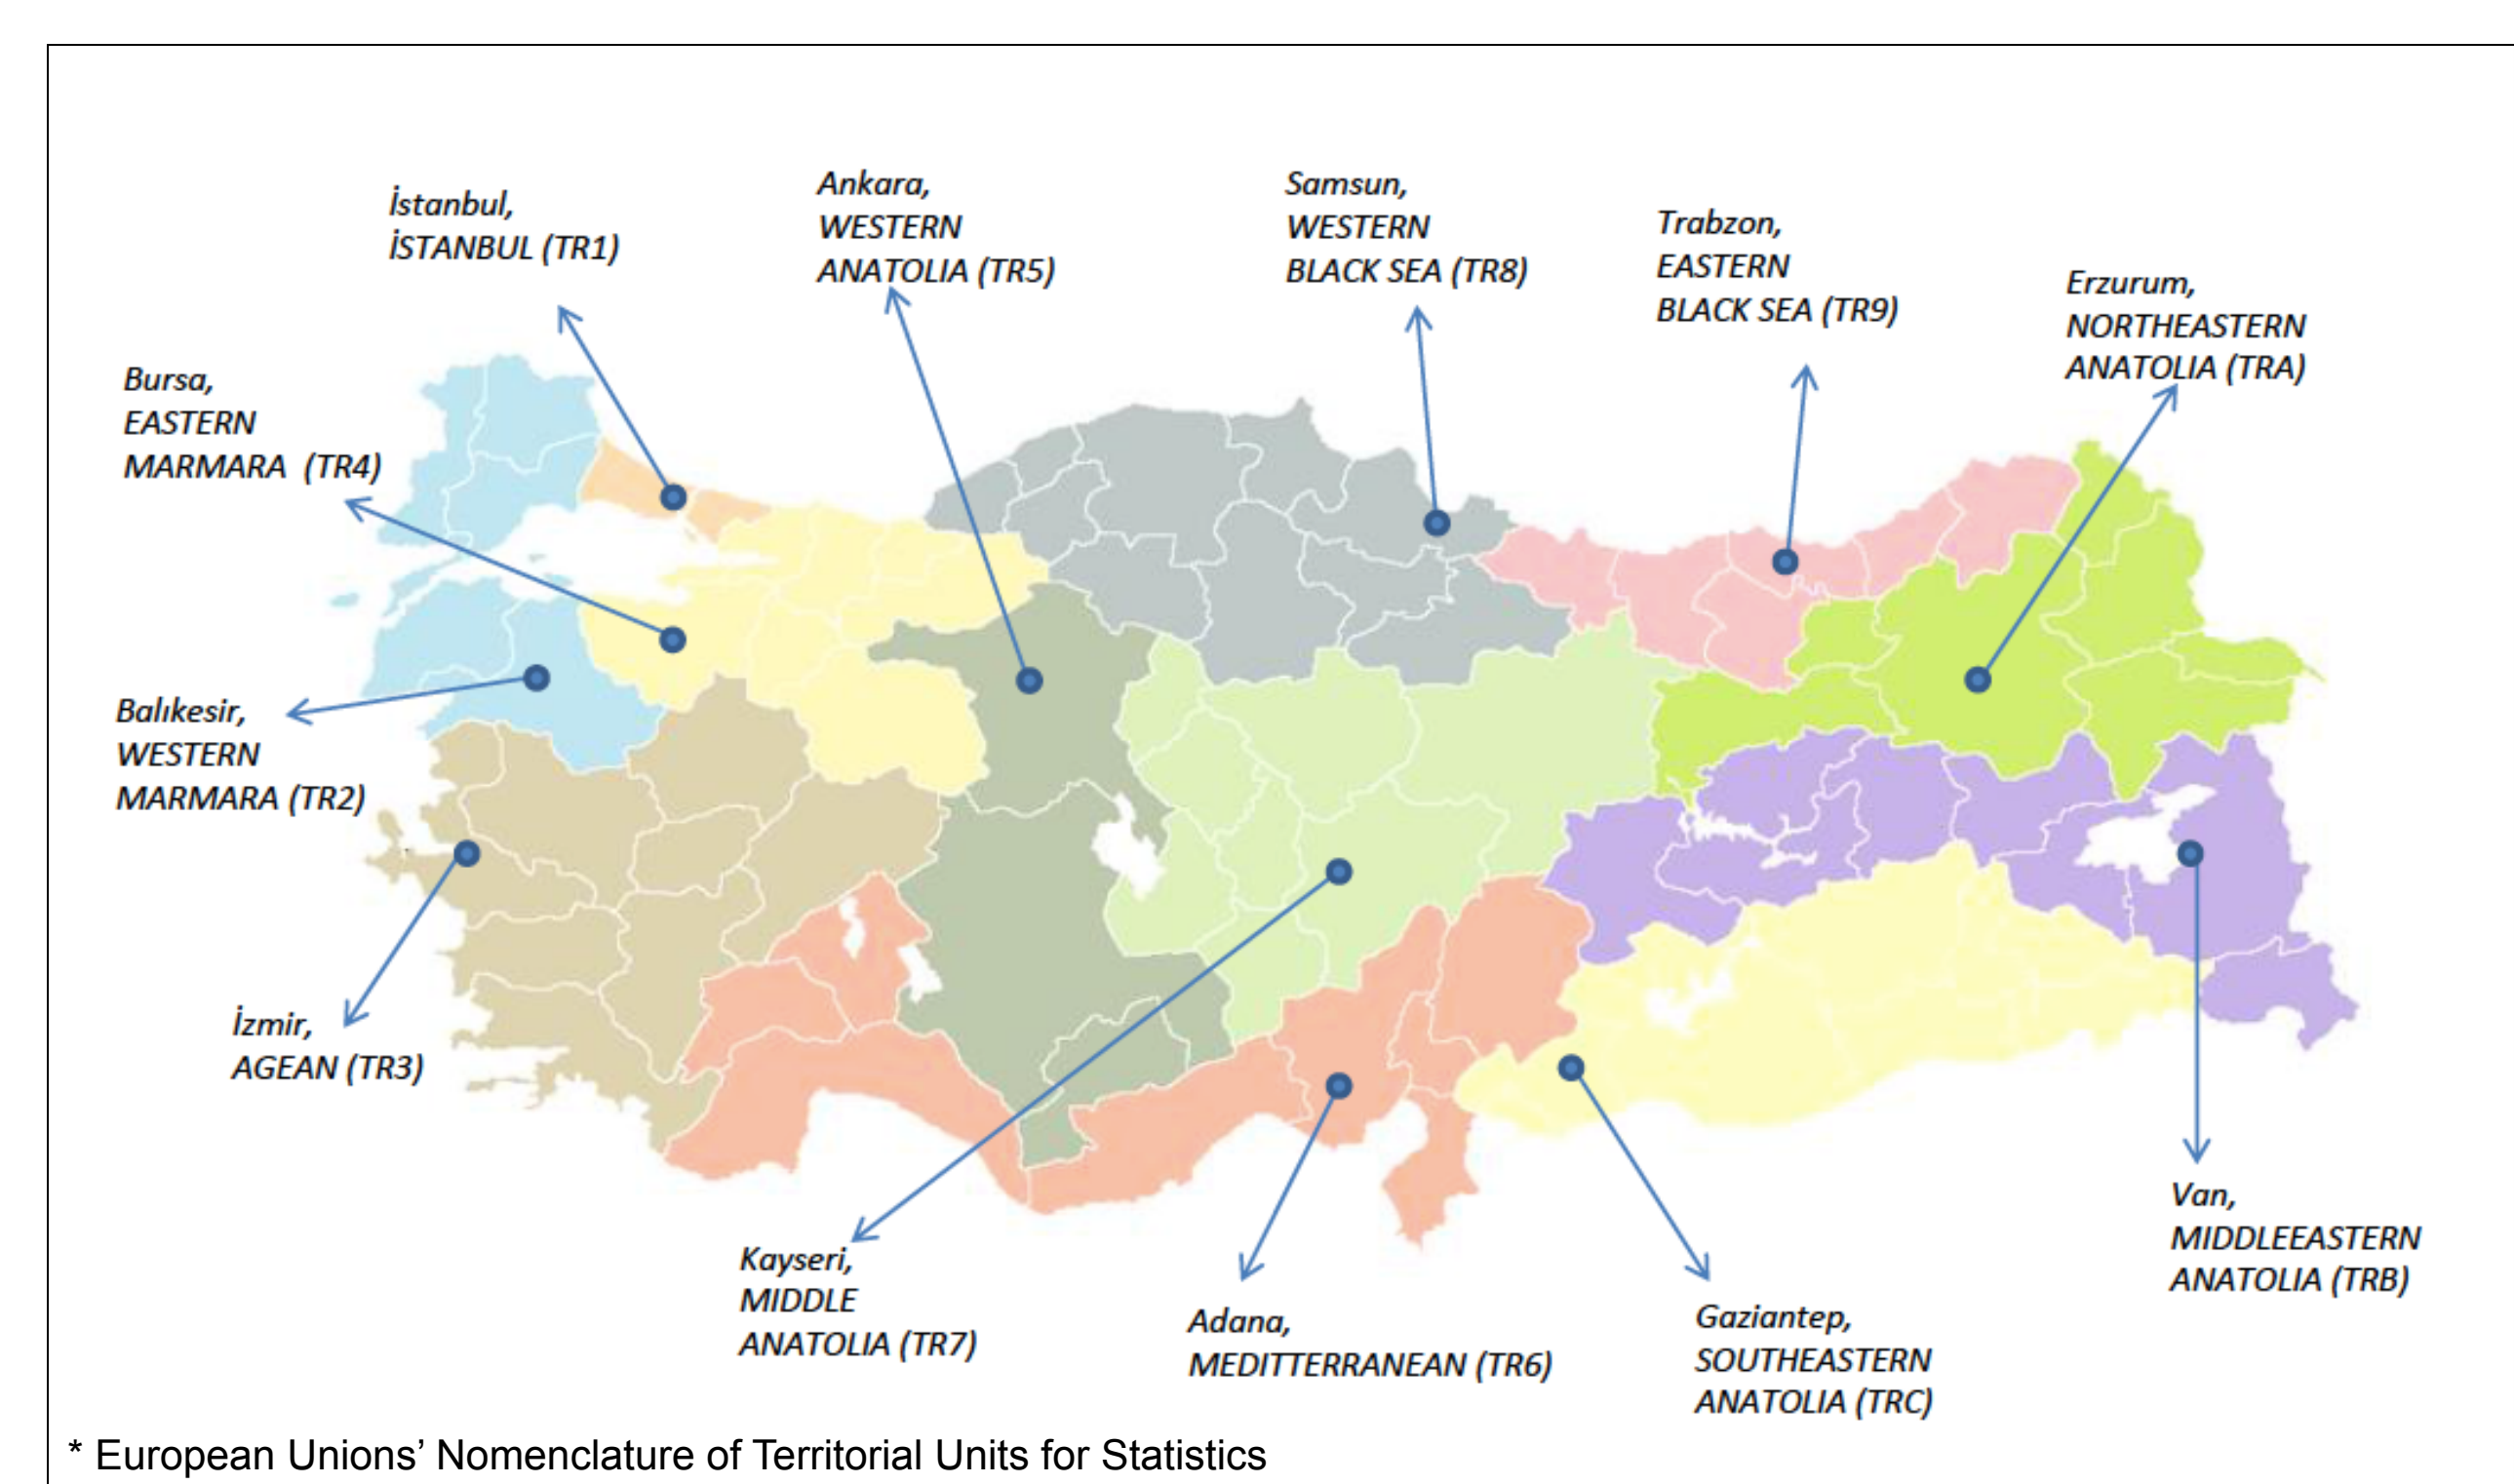 İstanbul,
İSTANBUL (TR1)
Ankara,
WESTERN
ANATOLIA (TR5)
Samsun,
WESTERN
BLACK SEA (TR8)
Trabzon,
EASTERN
BLACK SEA (TR9)
Erzurum,
NORTHEASTERN
ANATOLIA (TRA)
Bursa,
EASTERN
MARMARA (TR4)
Balıkesir,
WESTERN
MARMARA (TR2)
İzmir,
AGEAN (TR3)
Kayseri,
MIDDLE
ANATOLIA (TR7)
Adana,
MEDITTERRANEAN (TR6)
Gaziantep,
SOUTHEASTERN
ANATOLIA (TRC)
Van,
MIDDLEEASTERN
ANATOLIA (TRB)
* European Unions’ Nomenclature of Territorial Units for Statistics